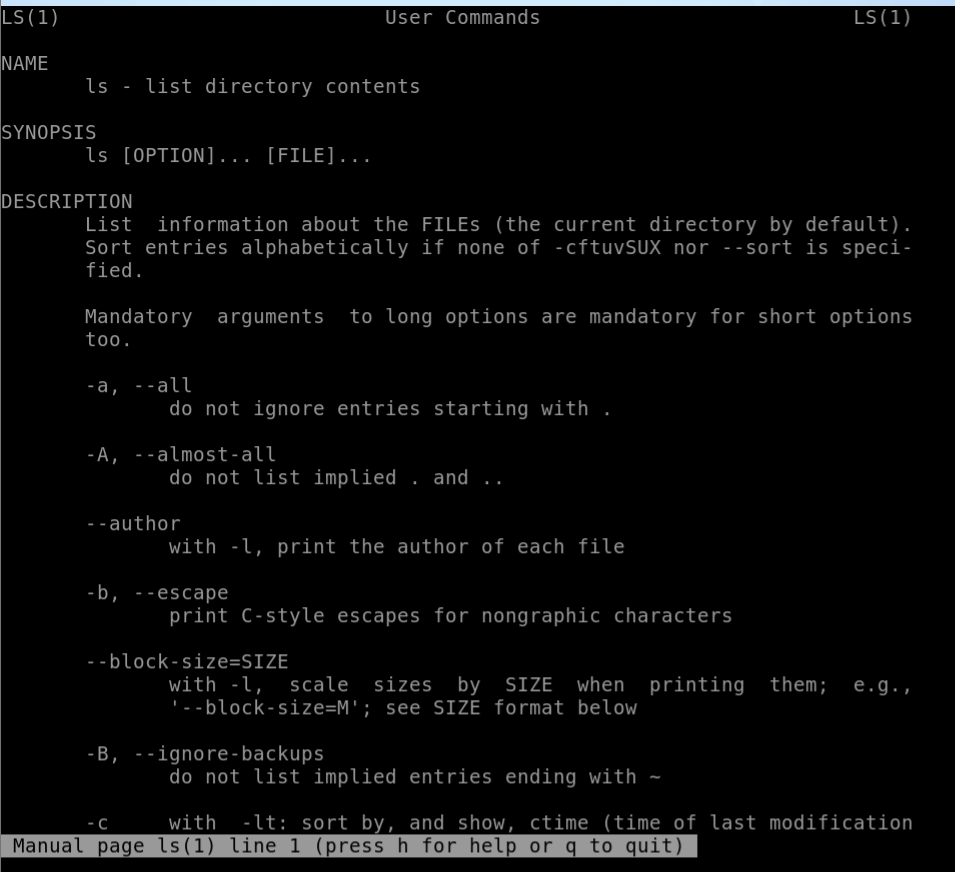 LS(1)                           User Commands                          LS(1)

NAME
       ls - list directory contents

SYNOPSIS
       ls [OPTION]... [FILE]...

DESCRIPTION
       List  information about the FILEs (the current directory by default).
       Sort entries alphabetically if none of -cftuvSUX nor --sort is speci-
       fied.

       Mandatory  arguments  to long options are mandatory for short options
       too.

       -a, --all
              do not ignore entries starting with .

       -A, --almost-all
              do not list implied . and ..

       --author
              with -l, print the author of each file

       -b, --escape
              print C-style escapes for nongraphic characters

       --block-size=SIZE
              with -l,  scale  sizes  by  SIZE  when  printing  them;  e.g.,
              '--block-size=M'; see SIZE format below

       -B, --ignore-backups
              do not list implied entries ending with ~

       -c     with  -lt: sort by, and show, ctime (time of last modification
 Manual page ls(1) line 1 (press h for help or q to quit)